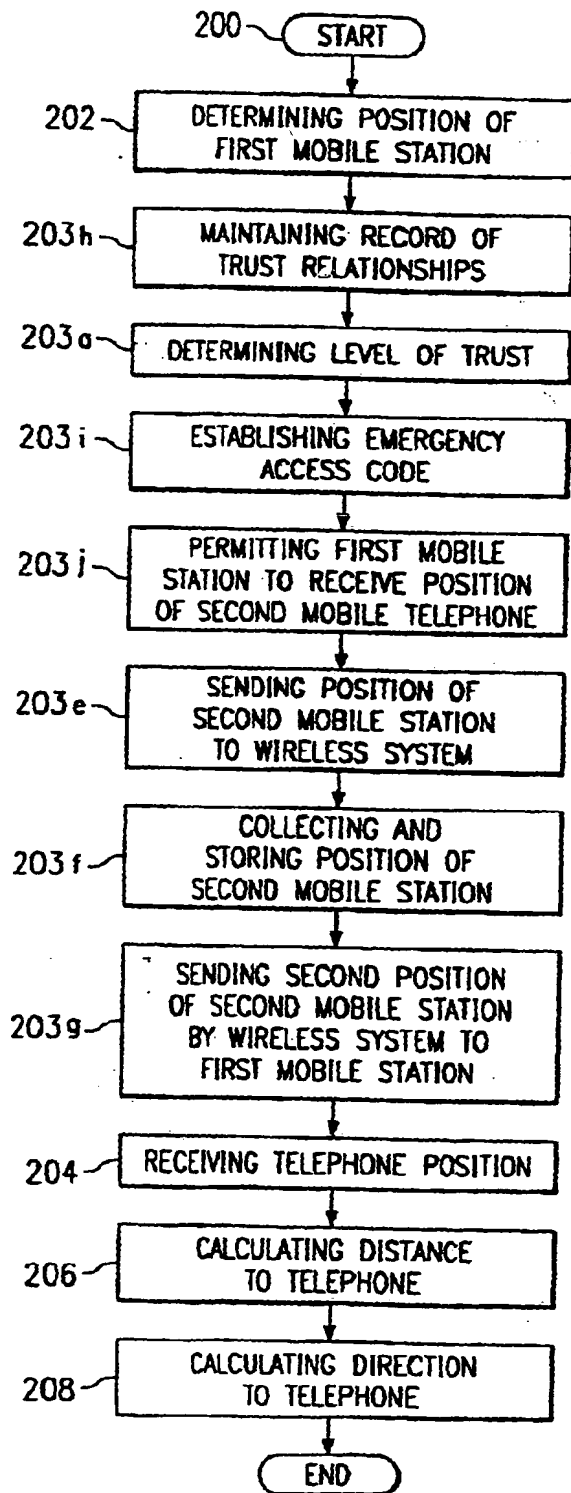 200
START
202
DETERMINING POSITION OF
FIRST MOBILE STATION
203h
MAINTAINING RECORD OF
TRUST RELATIONSHIPS
203a
DETERMINING LEVEL OF TRUST
203i
ESTABLISHING EMERGENCY
ACCESS CODE
203j
PERMITTING FIRST MOBILE
STATION TO RECEIVE POSITION
OF SECOND MOBILE TELEPHONE
203e
SENDING POSITION OF
SECOND MOBILE STATION
TO WIRELESS SYSTEM
203f
COLLECTING AND
STORING POSITION OF
SECOND MOBILE STATION
203g
SENDING SECOND POSITION
OF SECOND MOBILE STATION
BY WIRELESS SYSTEM TO
FIRST MOBILE STATION
204
RECEIVING TELEPHONE POSITION
206
CALCULATING DISTANCE
TO TELEPHONE
208
CALCULATING DIRECTION
TO TELEPHONE
END